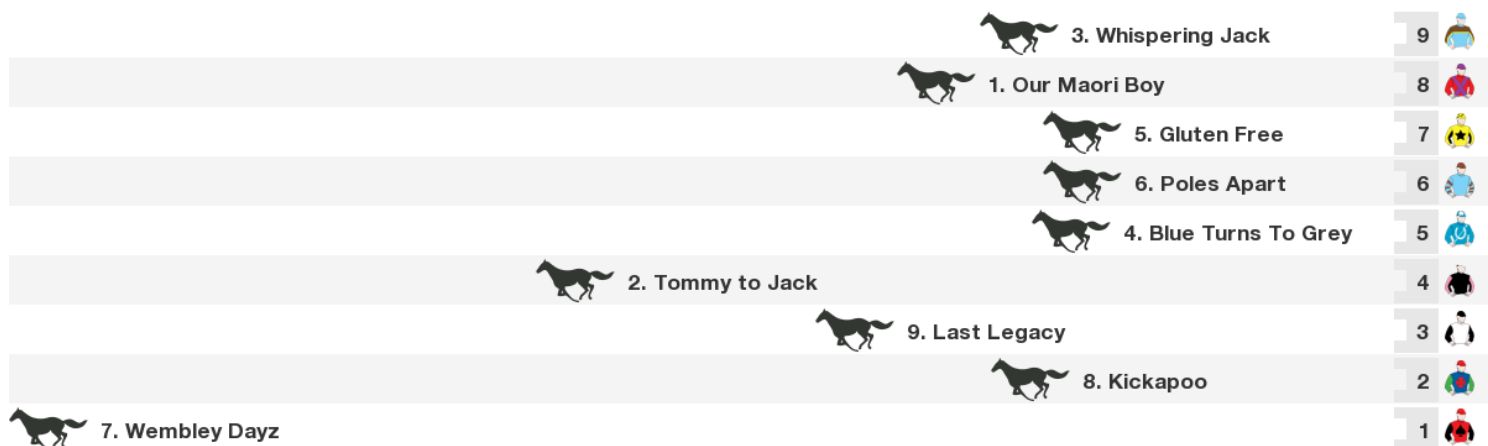 3. Whispering Jack 9
1. Our Maori Boy 8
5. Gluten Free 7
6. Poles Apart 6
4. Blue Turns To Grey 5
2. Tommy to Jack 4
9. Last Legacy 3
8. Kickapoo 2
7. Wembley Dayz 1